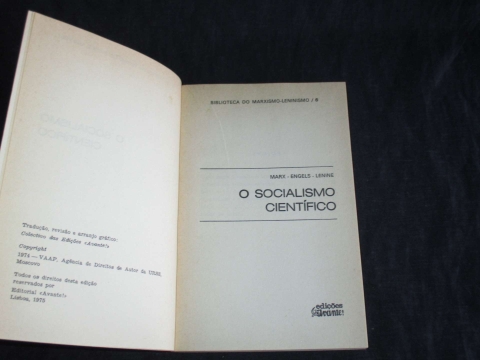 Tradução, revisão e arranjo gráfico
Colectivo das Edições «Avante!»
Copyright
1974 — VAAP, Agência de Direitos de Autor da URSS,
Moscovo
Todos os direitos desta edição
reservados por
Editorial «Avante!»
Lisboa, 1975
BIBLIOTECA DO MARXISMO-LENINISMO / 6
MARX - ENGELS - LENINE
O SOCIALISMO
CIENTÍFICO
edições
Avante!